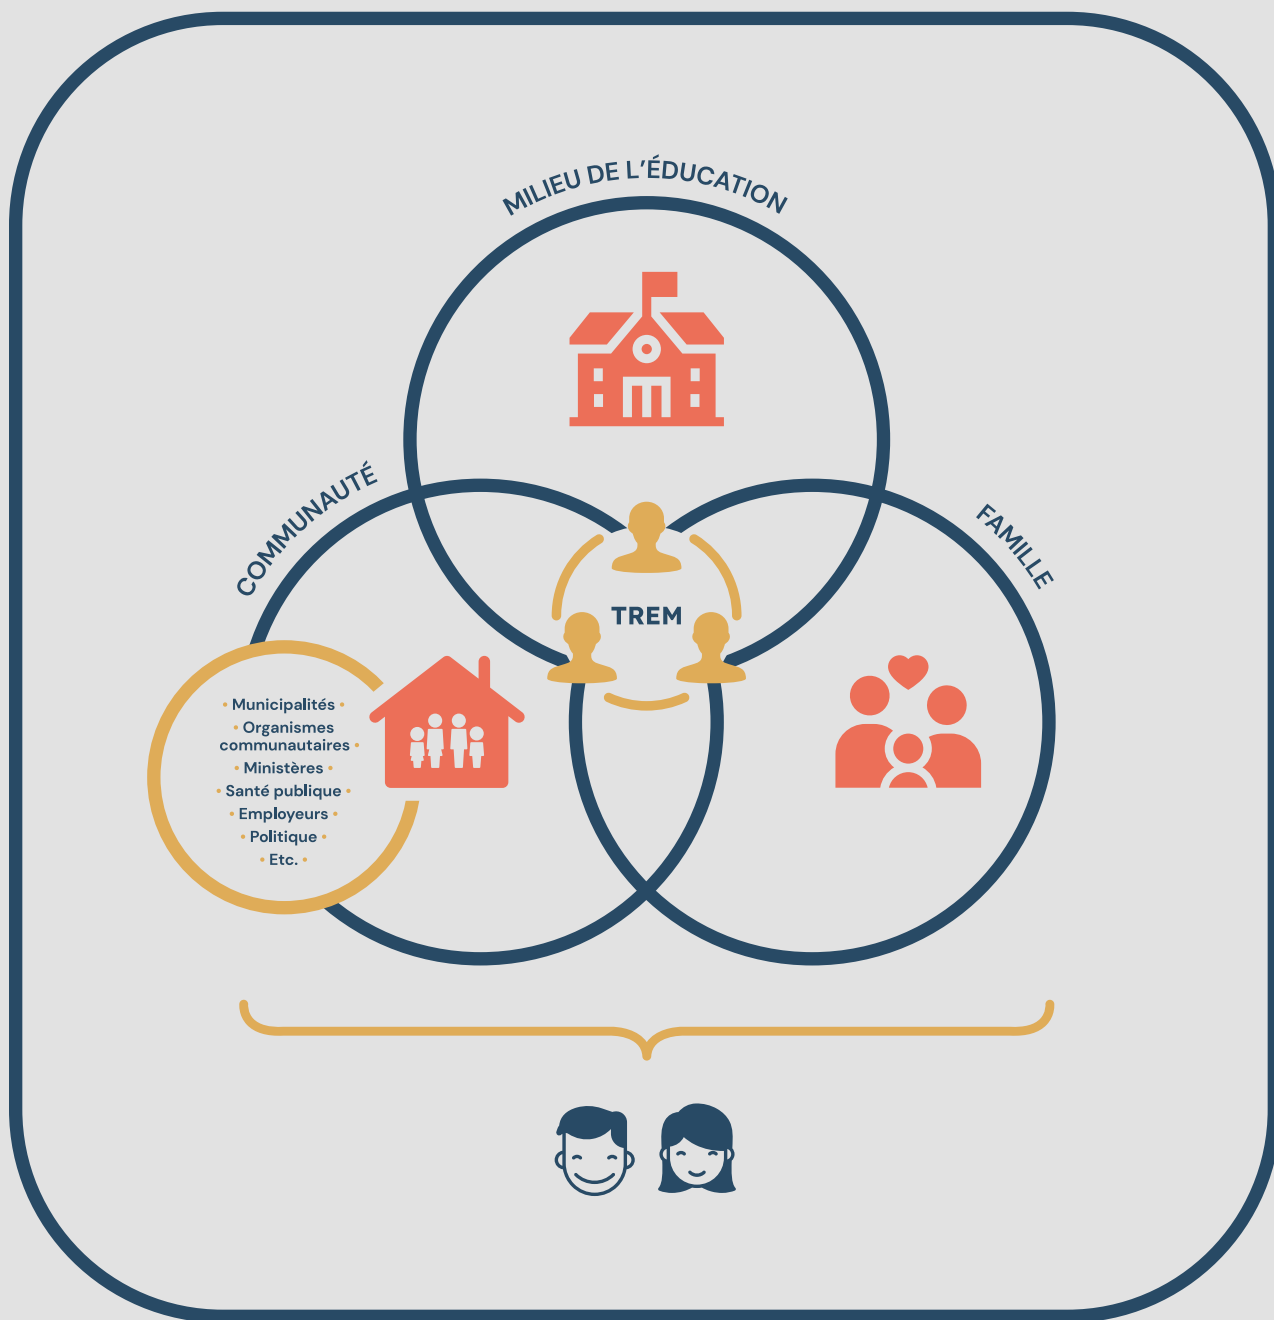 MILIEU DE L'ÉDUCATION
COMMUNAUTÉ
FAMILLE
TREM
• Municipalités •
• Organismes
communautaires •
• Ministères •
• Santé publique •
• Employeurs •
• Politique •
• Etc. •